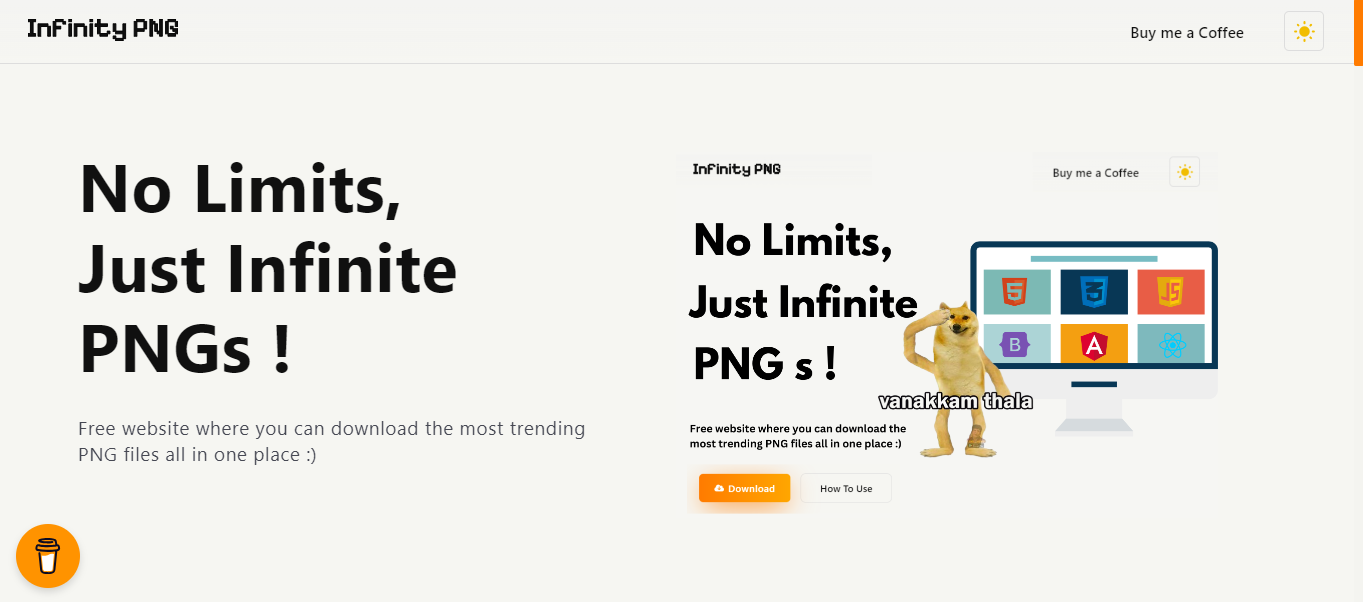 Infinity PNG
Buy me a Coffee
No Limits,
Just Infinite
PNGs !
Free website where you can download the most trending
PNG files all in one place :)
Infinity PNG
Buy me a Coffee
No Limits,
Just Infinite
PNG s !
5
3
JS
B
A
vanakkam thala
Free website where you can download the
most trending PNG files all in one place :)
Download
How To Use